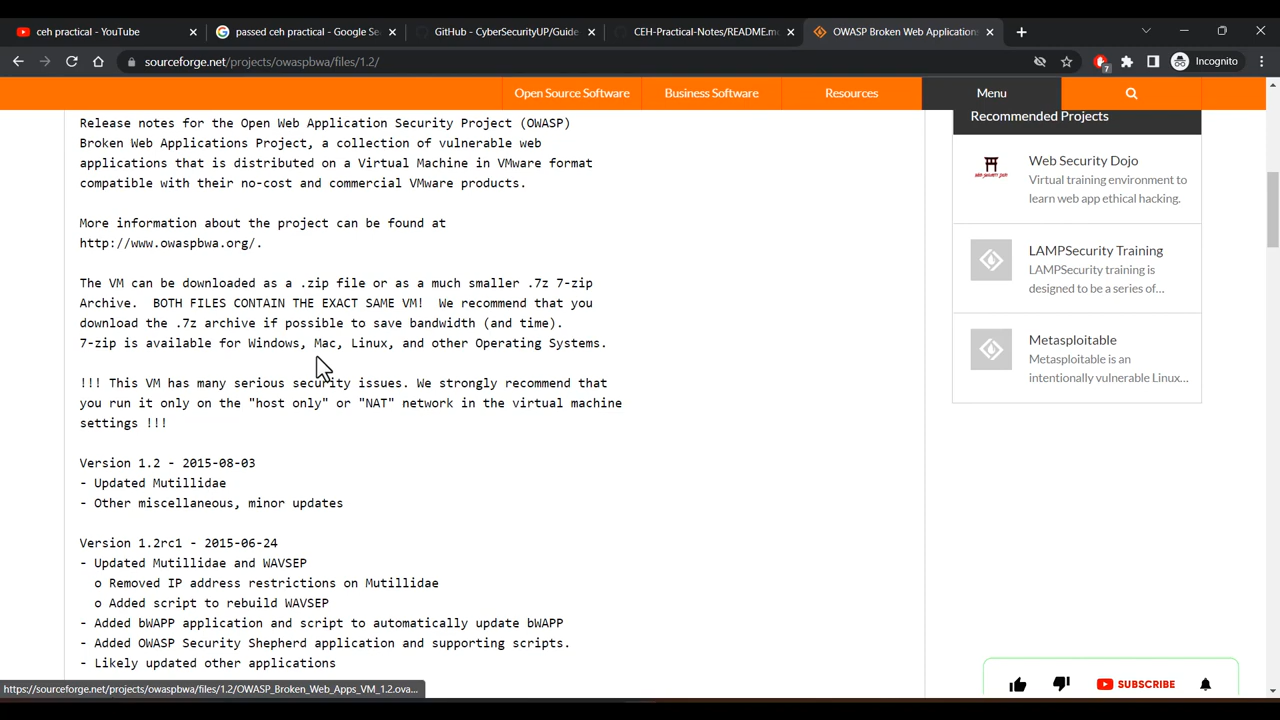 ceh practical - YouTube
passed ceh practical - Google Se
GitHub - CyberSecurityUP/Guide
CEH-Practical-Notes/README.m
OWASP Broken Web Applications
sourceforge.net/projects/owaspbwa/files/1.2/
7
Incognito
Open Source Software
Business Software
Resources
Menu
Release notes for the Open Web Application Security Project (OWASP)
Broken Web Applications Project, a collection of vulnerable web
applications that is distributed on a Virtual Machine in VMware format
compatible with their no-cost and commercial VMware products.
More information about the project can be found at
http://www.owaspbwa.org/.
The VM can be downloaded as a .zip file or as a much smaller .7z 7-zip
Archive.  BOTH FILES CONTAIN THE EXACT SAME VM!  We recommend that you
download the .7z archive if possible to save bandwidth (and time).
7-zip is available for Windows, Mac, Linux, and other Operating Systems.
!!! This VM has many serious security issues. We strongly recommend that
you run it only on the "host only" or "NAT" network in the virtual machine
settings !!!
Version 1.2 - 2015-08-03
- Updated Mutillidae
- Other miscellaneous, minor updates
Version 1.2rc1 - 2015-06-24
- Updated Mutillidae and WAVSEP
o Removed IP address restrictions on Mutillidae
o Added script to rebuild WAVSEP
- Added bWAPP application and script to automatically update bWAPP
- Added OWASP Security Shepherd application and supporting scripts.
- Likely updated other applications
Recommended Projects
Web Security Dojo
Virtual training environment to
learn web app ethical hacking.
LAMPSecurity Training
LAMPSecurity training is
designed to be a series of...
Metasploitable
Metasploitable is an
intentionally vulnerable Linux...
https://sourceforge.net/projects/owaspbwa/files/1.2/OWASP_Broken_Web_Apps_VM_1.2.ova...
SUBSCRIBE